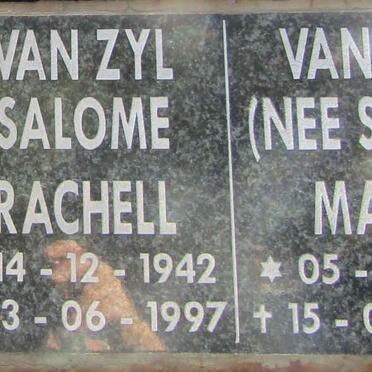 VAN ZYL
SALOME
RACHELL
14 - 12 - 1942
3 - 06 - 1997
VAN
(NEE S
MA
05 -
15 - 0